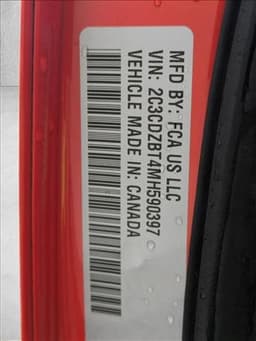 MFD BY: FCA US LLC
VIN: 2C3CDZBT4MH590397
VEHICLE MADE IN: CANADA